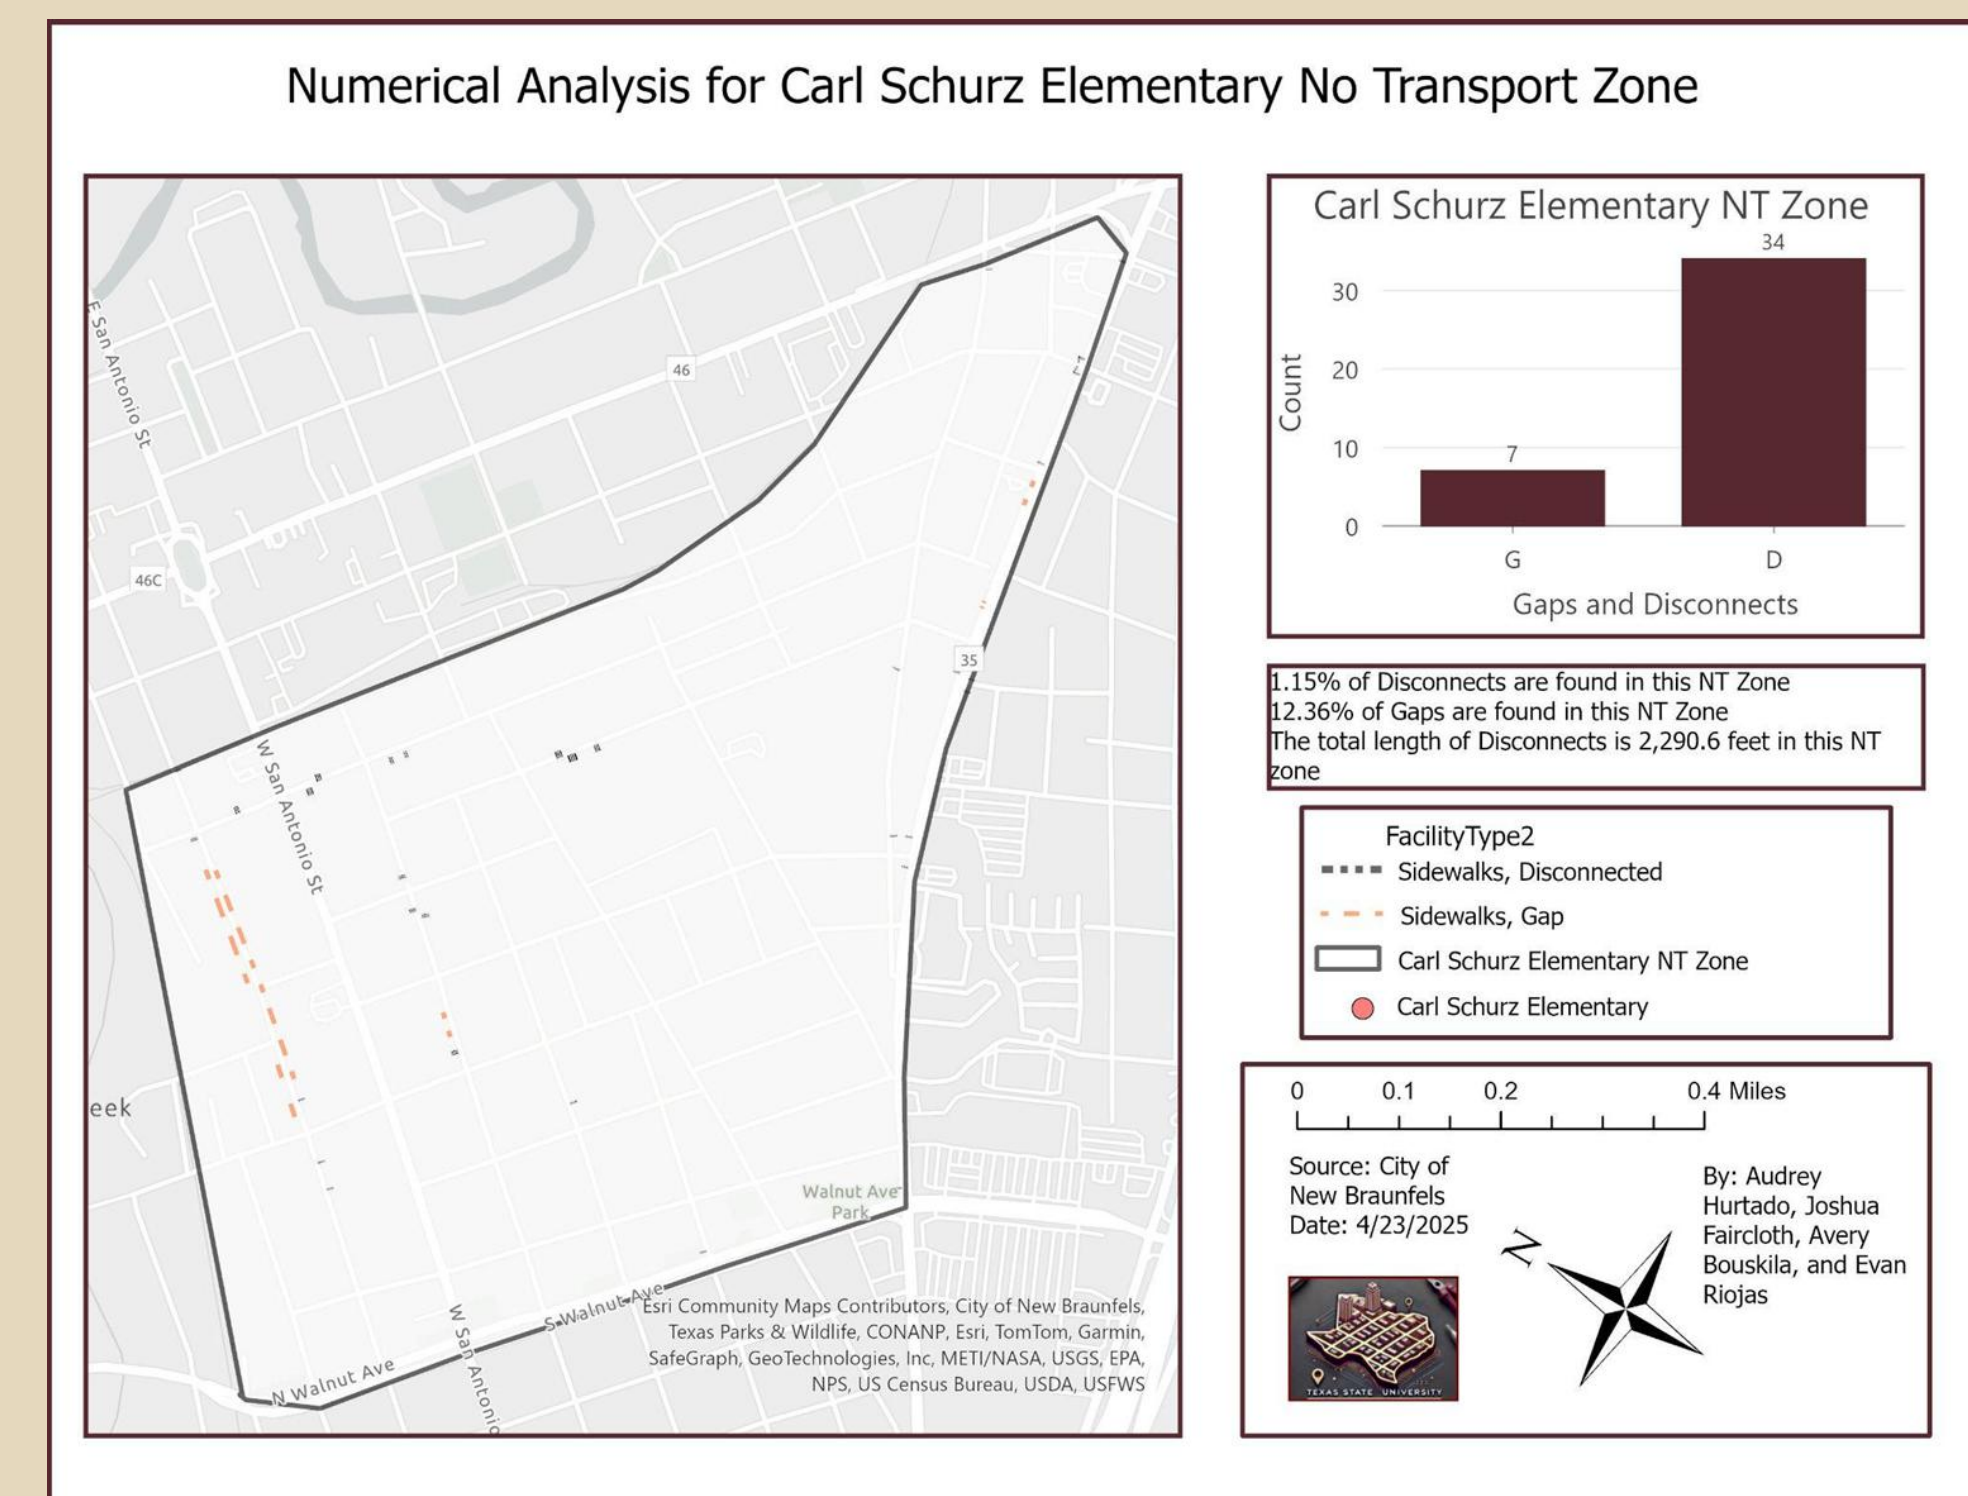 Numerical Analysis for Carl Schurz Elementary No Transport Zone
E San Antonio St
46
46C
35
W San Antonio St
eek
Walnut Ave
Park
S Walnut Ave
N Walnut Ave
W San Antonio
Esri Community Maps Contributors, City of New Braunfels,
Texas Parks & Wildlife, CONANP, Esri, TomTom, Garmin,
SafeGraph, GeoTechnologies, Inc, METI/NASA, USGS, EPA,
NPS, US Census Bureau, USDA, USFWS
Carl Schurz Elementary NT Zone
34
30
20
10
0
7
Count
G D
Gaps and Disconnects
1.15% of Disconnects are found in this NT Zone
12.36% of Gaps are found in this NT Zone
The total length of Disconnects is 2,290.6 feet in this NT
zone
FacilityType2
Sidewalks, Disconnected
Sidewalks, Gap
Carl Schurz Elementary NT Zone
Carl Schurz Elementary
0 0.1 0.2 0.4 Miles
Source: City of
New Braunfels
Date: 4/23/2025
By: Audrey
Hurtado, Joshua
Faircloth, Avery
Bouskila, and Evan
Riojas
N
TEXAS STATE UNIVERSITY